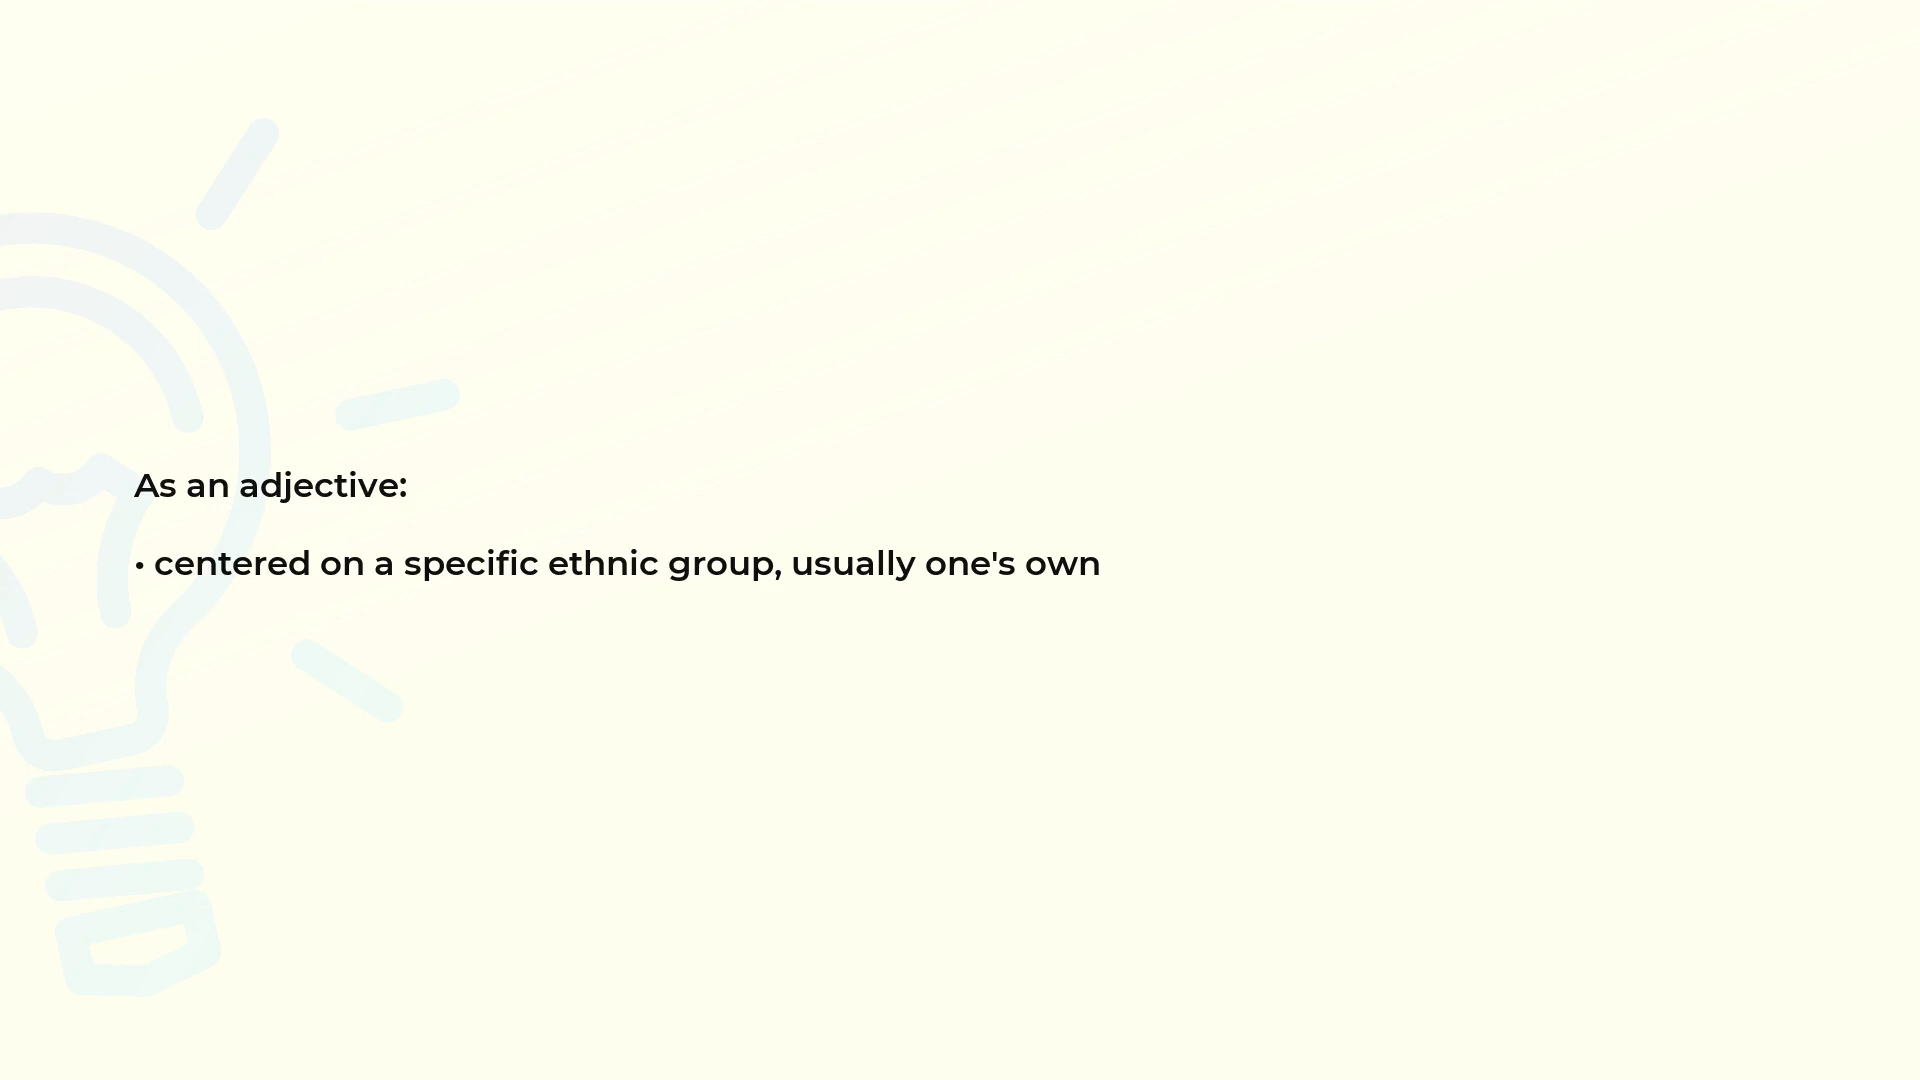 As an adjective:
• centered on a specific ethnic group, usually one's own